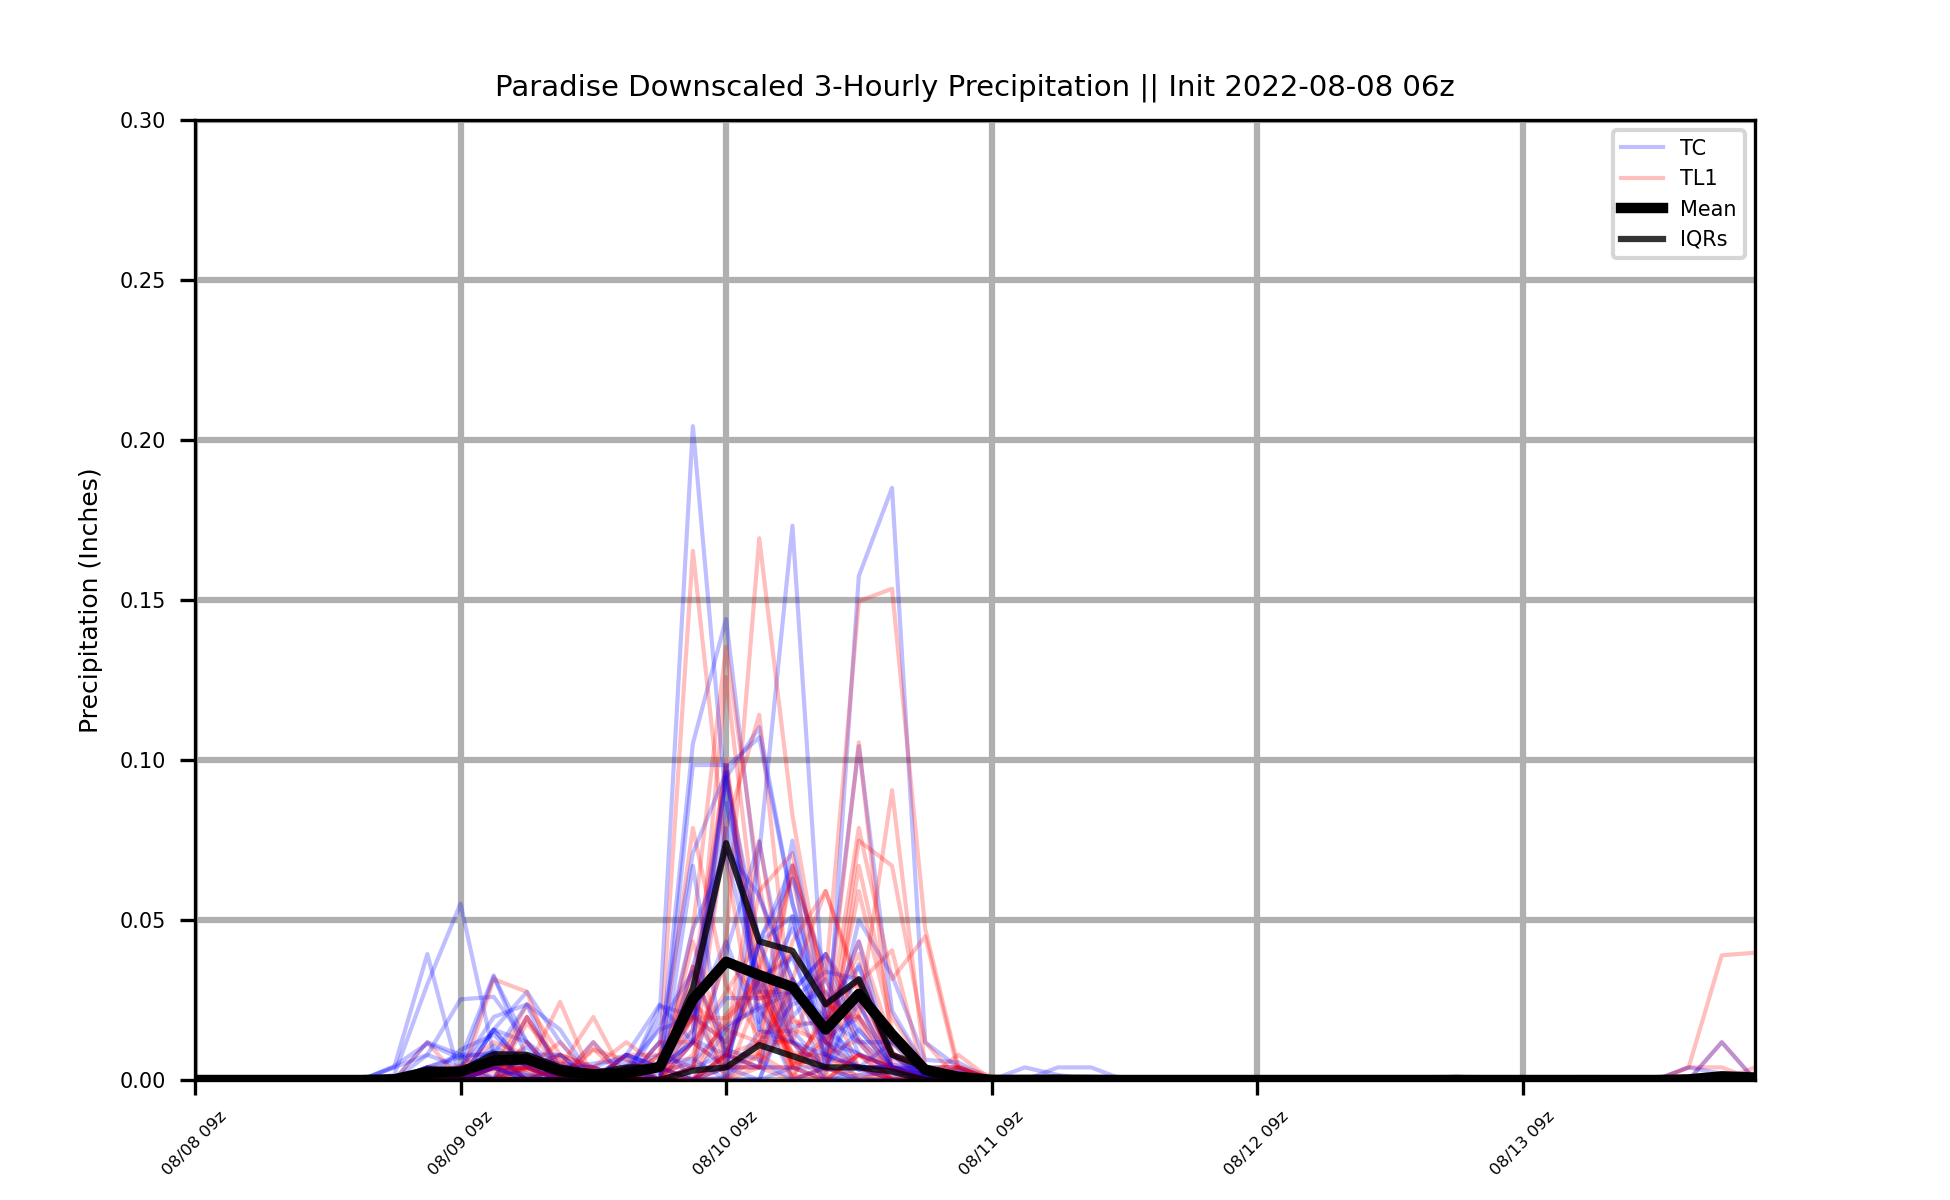 Paradise Downscaled 3-Hourly Precipitation || Init 2022-08-08 06z
0.30
0.25
0.20
0.15
0.10
0.05
0.00
Precipitation (Inches)
TC
TL1
Mean
IQRs
08/08 09z
08/09 09z
08/10 09z
08/11 09z
08/12 09z
08/13 09z